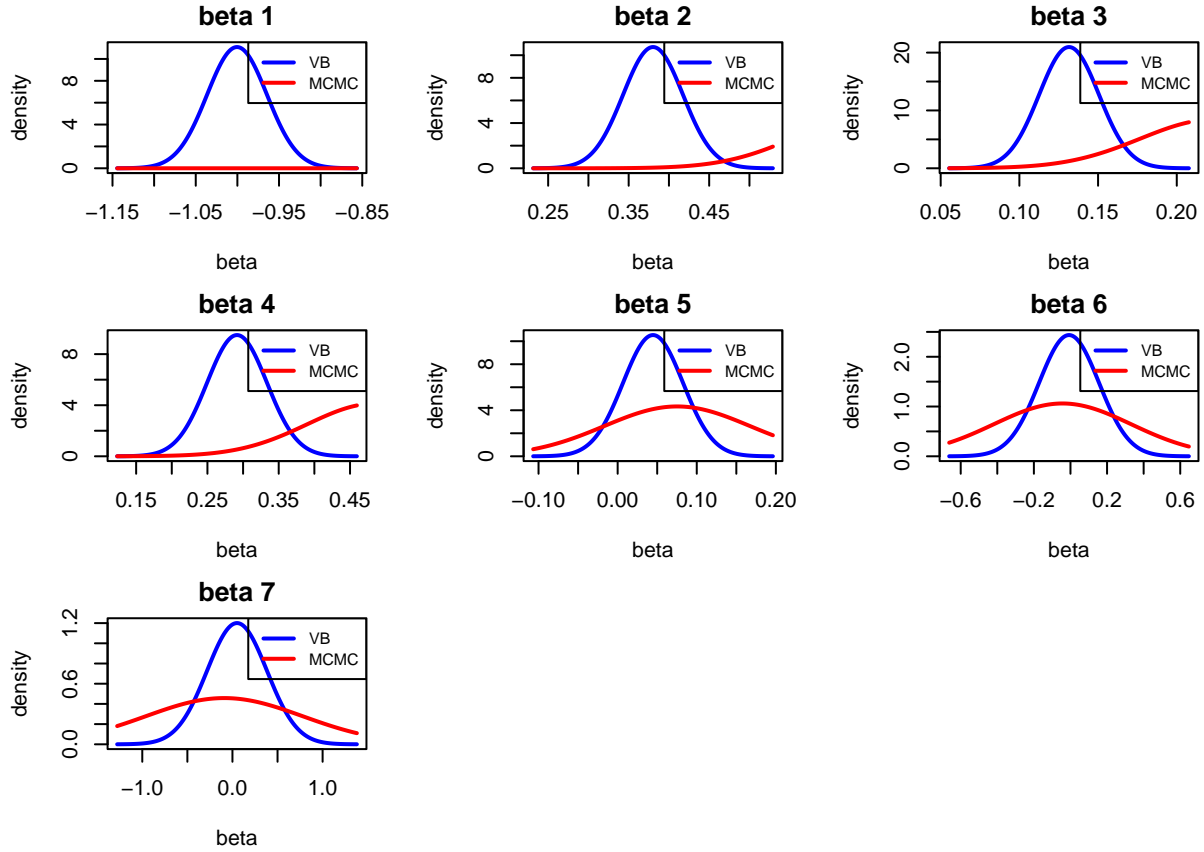 beta 1
density
0 4 8
VB
MCMC
−1.15 −1.05 −0.95 −0.85
beta
beta 2
density
0 4 8
VB
MCMC
0.25 0.35 0.45
beta
beta 3
density
0 10 20
VB
MCMC
0.05 0.10 0.15 0.20
beta
beta 4
density
0 4 8
VB
MCMC
0.15 0.25 0.35 0.45
beta
beta 5
density
0 4 8
VB
MCMC
−0.10 0.00 0.10 0.20
beta
beta 6
density
0.0 1.0 2.0
VB
MCMC
−0.6 −0.2 0.2 0.6
beta
beta 7
density
0.0 0.6 1.2
VB
MCMC
−1.0 0.0 1.0
beta